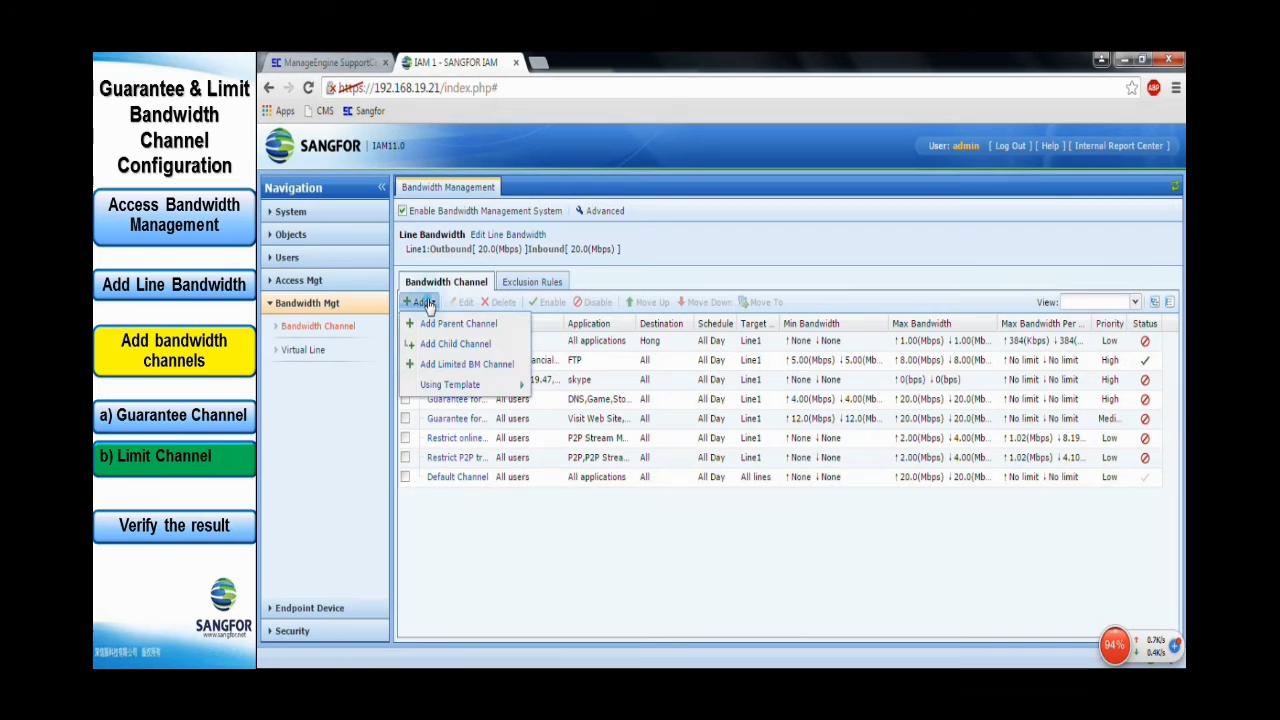 Guarantee & Limit
Bandwidth
Channel
Configuration
Access Bandwidth
Management
Add Line Bandwidth
Add bandwidth
channels
a) Guarantee Channel
b) Limit Channel
Verify the result
SANGFOR
www.sangfor.net
ManageEngine SupportCe
IAM 1 - SANGFOR IAM
https://192.168.19.21/index.php#
Apps CMS Sangfor
ABP
SANGFOR | IAM11.0
User: admin [ Log Out ] [ Help ] [ Internal Report Center ]
Navigation
System
Objects
Users
Access Mgt
Bandwidth Mgt
Bandwidth Channel
Virtual Line
Endpoint Device
Security
Bandwidth Management
Enable Bandwidth Management System Advanced
Line Bandwidth Edit Line Bandwidth
Line1:Outbound[ 20.0(Mbps) ]Inbound[ 20.0(Mbps) ]
Bandwidth Channel Exclusion Rules
Add Edit Delete Enable Disable Move Up Move Down Move To View:
Add Parent Channel
Add Child Channel
Add Limited BM Channel
Using Template
Application Destination Schedule Target ... Min Bandwidth Max Bandwidth Max Bandwidth Per ... Priority Status
All applications Hong All Day Line1 ↑None ↓None ↑1.00(Mbps) ↓1.00(Mb... ↑384(Kbps) ↓384(... Low
nancial... FTP All All Day Line1 ↑5.00(Mbps) ↓5.00(Mb... ↑8.00(Mbps) ↓8.00(Mb... ↑No limit ↓No limit High
19.47,... skype All All Day Line1 ↑None ↓None ↑0(bps) ↓0(bps) ↑No limit ↓No limit High
Guarantee for... All users DNS,Game,Sto... All All Day Line1 ↑4.00(Mbps) ↓4.00(Mb... ↑20.0(Mbps) ↓20.0(Mb... ↑No limit ↓No limit High
Guarantee for... All users Visit Web Site,... All All Day Line1 ↑12.0(Mbps) ↓12.0(Mb... ↑20.0(Mbps) ↓20.0(Mb... ↑No limit ↓No limit Medi...
Restrict online... All users P2P Stream M... All All Day Line1 ↑None ↓None ↑2.00(Mbps) ↓4.00(Mb... ↑1.02(Mbps) ↓8.19... Low
Restrict P2P tr... All users P2P,P2P Strea... All All Day Line1 ↑None ↓None ↑2.00(Mbps) ↓4.00(Mb... ↑1.02(Mbps) ↓4.10... Low
Default Channel All users All applications All All Day All lines ↑None ↓None ↑20.0(Mbps) ↓20.0(Mb... ↑No limit ↓No limit Low
94%
↑ 0.7K/s
↓ 0.4K/s